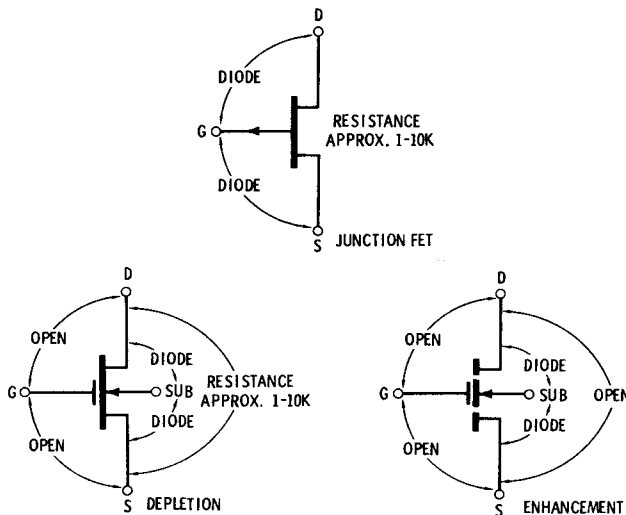 D
DIODE
G
RESISTANCE
APPROX. 1-10K
DIODE
S
JUNCTION FET
D
OPEN
DIODE
G
SUB
RESISTANCE
APPROX. 1-10K
DIODE
OPEN
S
DEPLETION
D
OPEN
DIODE
G
SUB
OPEN
DIODE
OPEN
S
ENHANCEMENT